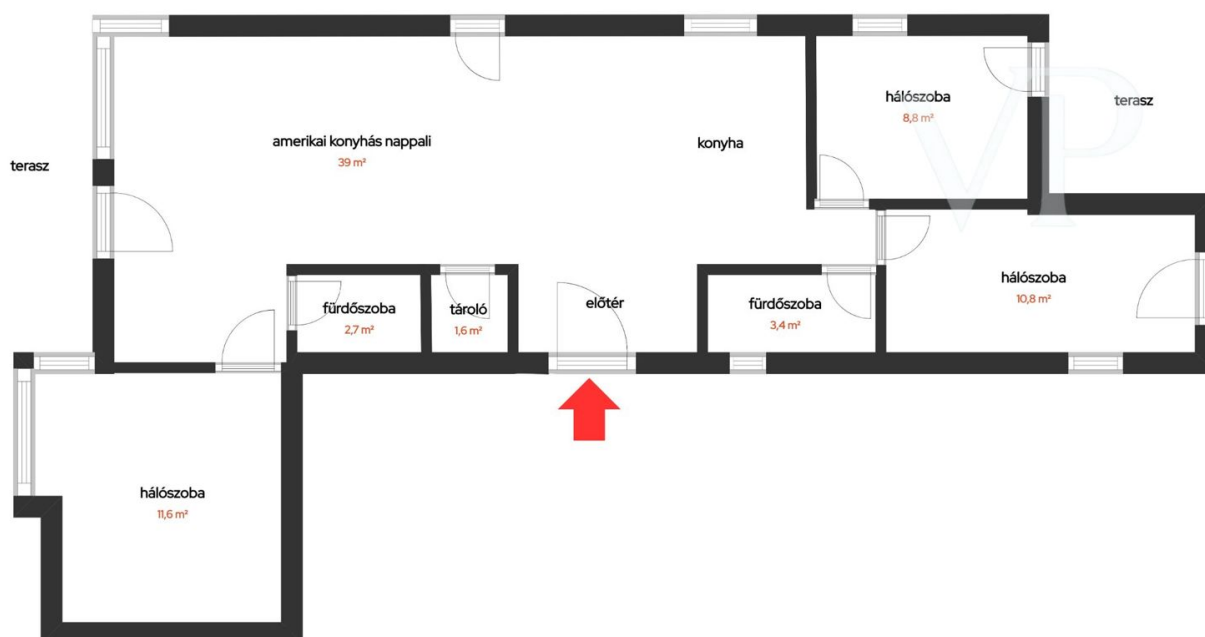 terasz
amerikai konyhás nappali
39 m²
konyha
hálószoba
8,8 m²
terasz
VP
fürdőszoba
2,7 m²
tároló
1,6 m²
előtér
fürdőszoba
3,4 m²
hálószoba
10,8 m²
hálószoba
11,6 m²